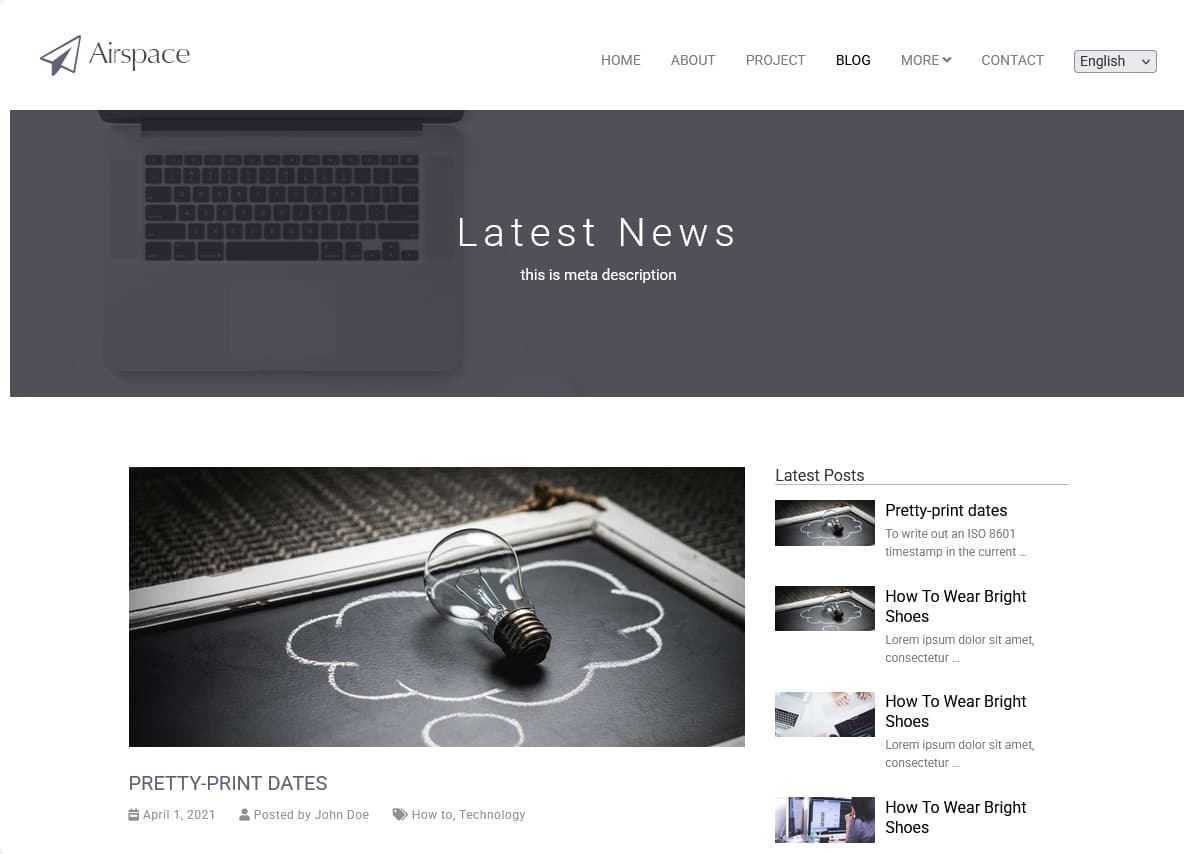 Airspace
HOME ABOUT PROJECT BLOG MORE CONTACT English
Latest News
this is meta description
Latest Posts
Pretty-print dates
To write out an ISO 8601
timestamp in the current ...
How To Wear Bright
Shoes
Lorem ipsum dolor sit amet,
consectetur ...
How To Wear Bright
Shoes
Lorem ipsum dolor sit amet,
consectetur ...
How To Wear Bright
Shoes
PRETTY-PRINT DATES
April 1, 2021 Posted by John Doe How to, Technology